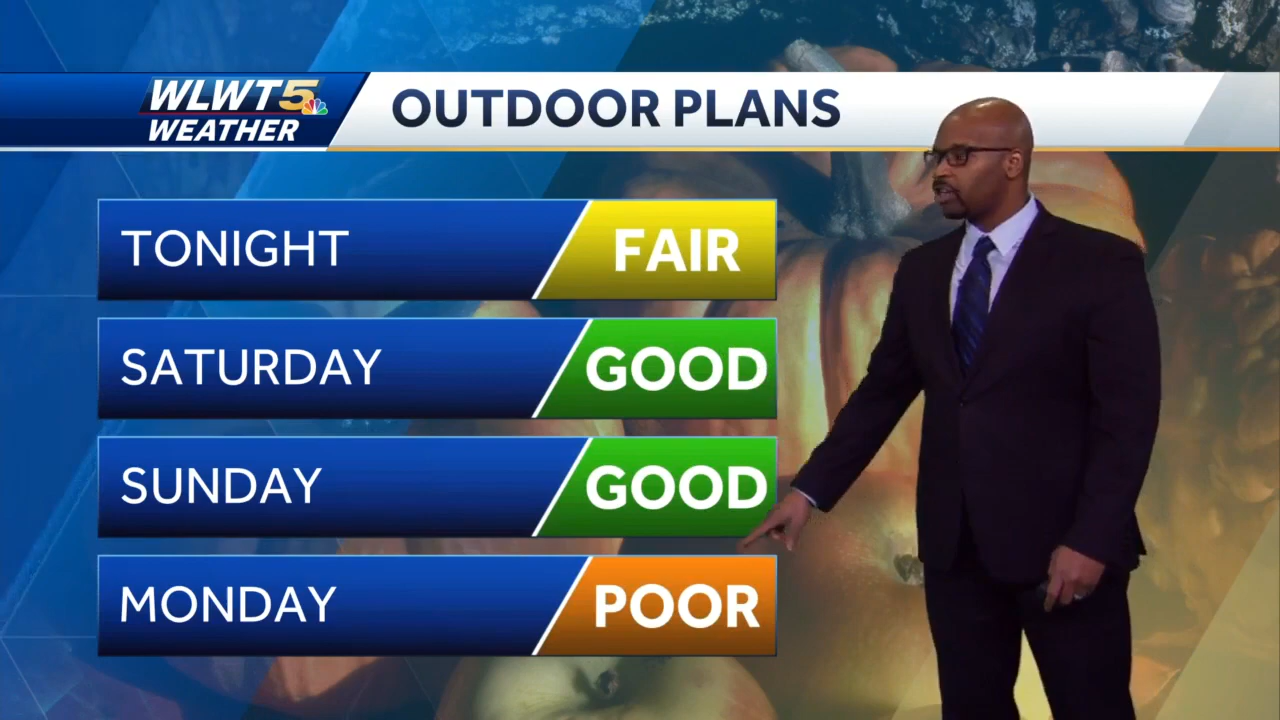 WLWT5
WEATHER
OUTDOOR PLANS
TONIGHT FAIR
SATURDAY GOOD
SUNDAY GOOD
MONDAY POOR